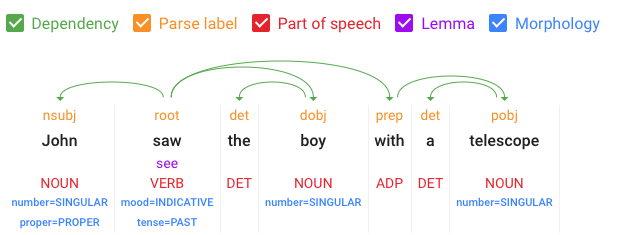 Dependency Parse label Part of speech Lemma Morphology
nsubj root det dobj prep det pobj
John saw the boy with a telescope
see
NOUN VERB DET NOUN ADP DET NOUN
number=SINGULAR mood=INDICATIVE number=SINGULAR number=SINGULAR
proper=PROPER tense=PAST